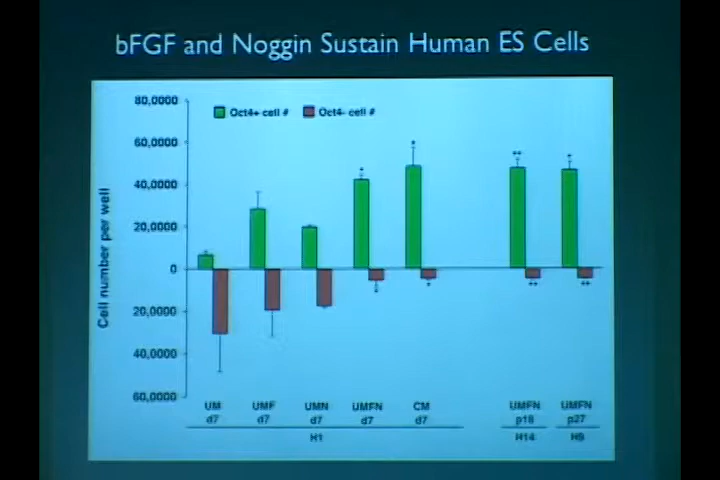 bFGF and Noggin Sustain Human ES Cells
80,0000
Oct4+ cell # Oct4- cell #
60,0000
40,0000
20,0000
0
20,0000
40,0000
60,0000
Cell number per well
* ** *
* * ** **
UM UMF UMN UMFN CM UMFN UMFN
d7 d7 d7 d7 d7 p18 p27
H1 H14 H9